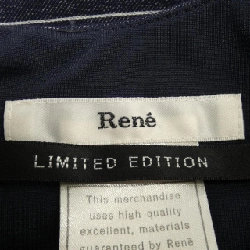 René
LIMITED EDITION
This merchandise
uses high quality
excellent, materials
guaranteed by René